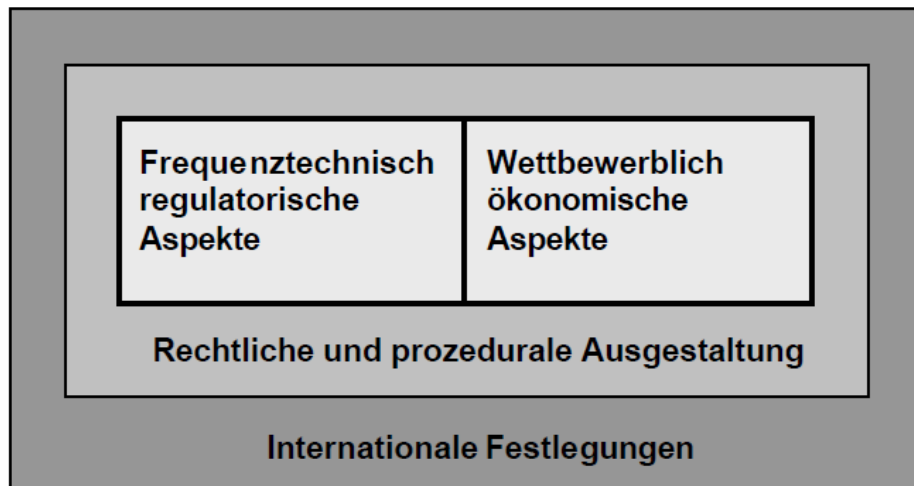 Frequenztechnisch
regulatorische
Aspekte
Wettbewerblich
ökonomische
Aspekte
Rechtliche und prozedurale Ausgestaltung
Internationale Festlegungen